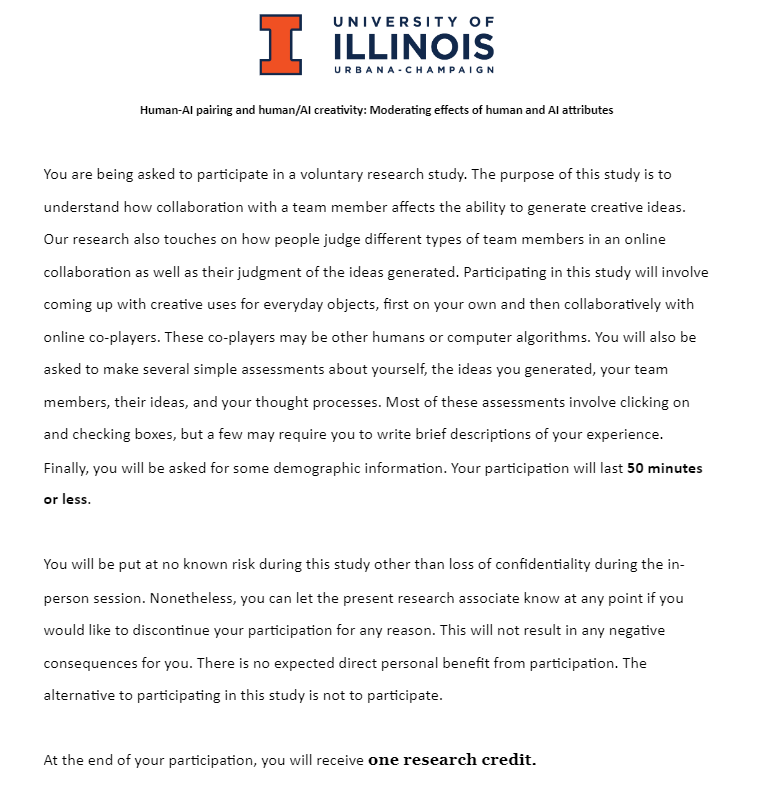 UNIVERSITY OF
ILLINOIS
URBANA-CHAMPAIGN
Human-AI pairing and human/AI creativity: Moderating effects of human and AI attributes
You are being asked to participate in a voluntary research study. The purpose of this study is to
understand how collaboration with a team member affects the ability to generate creative ideas.
Our research also touches on how people judge different types of team members in an online
collaboration as well as their judgment of the ideas generated. Participating in this study will involve
coming up with creative uses for everyday objects, first on your own and then collaboratively with
online co-players. These co-players may be other humans or computer algorithms. You will also be
asked to make several simple assessments about yourself, the ideas you generated, your team
members, their ideas, and your thought processes. Most of these assessments involve clicking on
and checking boxes, but a few may require you to write brief descriptions of your experience.
Finally, you will be asked for some demographic information. Your participation will last 50 minutes
or less.
You will be put at no known risk during this study other than loss of confidentiality during the in-
person session. Nonetheless, you can let the present research associate know at any point if you
would like to discontinue your participation for any reason. This will not result in any negative
consequences for you. There is no expected direct personal benefit from participation. The
alternative to participating in this study is not to participate.
At the end of your participation, you will receive one research credit.